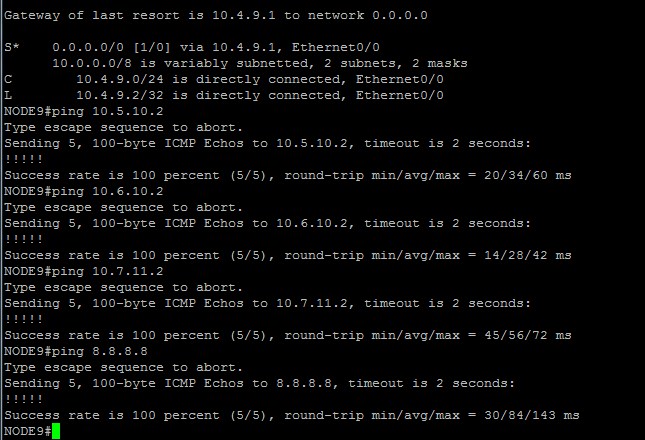 Gateway of last resort is 10.4.9.1 to network 0.0.0.0
S*    0.0.0.0/0 [1/0] via 10.4.9.1, Ethernet0/0
      10.0.0.0/8 is variably subnetted, 2 subnets, 2 masks
C        10.4.9.0/24 is directly connected, Ethernet0/0
L        10.4.9.2/32 is directly connected, Ethernet0/0
NODE9#ping 10.5.10.2
Type escape sequence to abort.
Sending 5, 100-byte ICMP Echos to 10.5.10.2, timeout is 2 seconds:
!!!!!
Success rate is 100 percent (5/5), round-trip min/avg/max = 20/34/60 ms
NODE9#ping 10.6.10.2
Type escape sequence to abort.
Sending 5, 100-byte ICMP Echos to 10.6.10.2, timeout is 2 seconds:
!!!!!
Success rate is 100 percent (5/5), round-trip min/avg/max = 14/28/42 ms
NODE9#ping 10.7.11.2
Type escape sequence to abort.
Sending 5, 100-byte ICMP Echos to 10.7.11.2, timeout is 2 seconds:
!!!!!
Success rate is 100 percent (5/5), round-trip min/avg/max = 45/56/72 ms
NODE9#ping 8.8.8.8
Type escape sequence to abort.
Sending 5, 100-byte ICMP Echos to 8.8.8.8, timeout is 2 seconds:
!!!!!
Success rate is 100 percent (5/5), round-trip min/avg/max = 30/84/143 ms
NODE9#